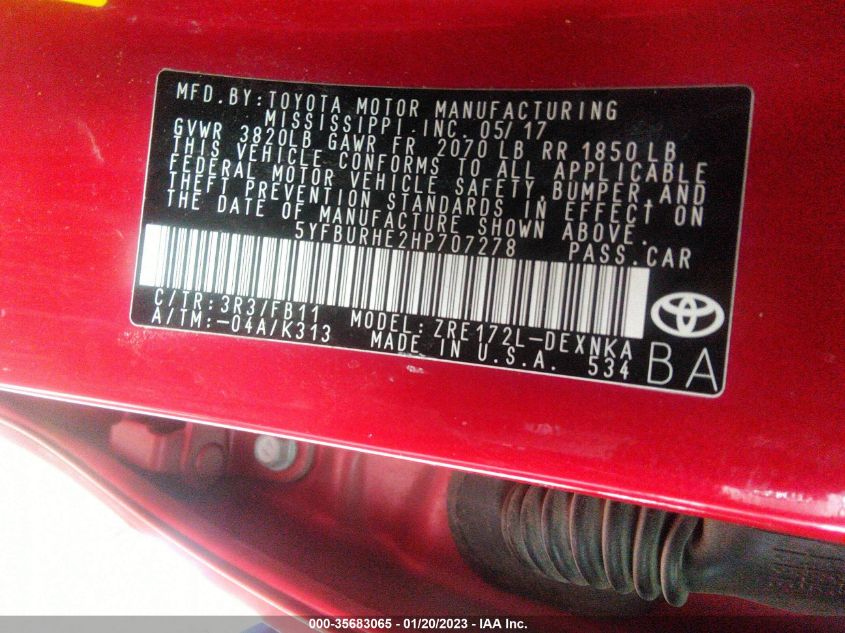 MFD.BY:TOYOTA MOTOR MANUFACTURING
MISSISSIPPI.INC. 05/17
GVWR 3820LB GAWR FR 2070 LB RR 1850LB
THIS VEHICLE CONFORMS TO ALL APPLICABLE
FEDERAL MOTOR VEHICLE SAFETY,BUMPER,AND
THEFT PREVENTION STANDARDS IN EFFECT ON
THE DATE OF MANUFACTURE SHOWN ABOVE.
5YFBURHE2HP707278 PASS.CAR
C/TR:3R3/FB11
A/TM:-04A/K313 MODEL:ZRE172L-DEXNKA
MADE IN U.S.A. 534
BA
000-35683065 / 01/20/2023 - IAA Inc.